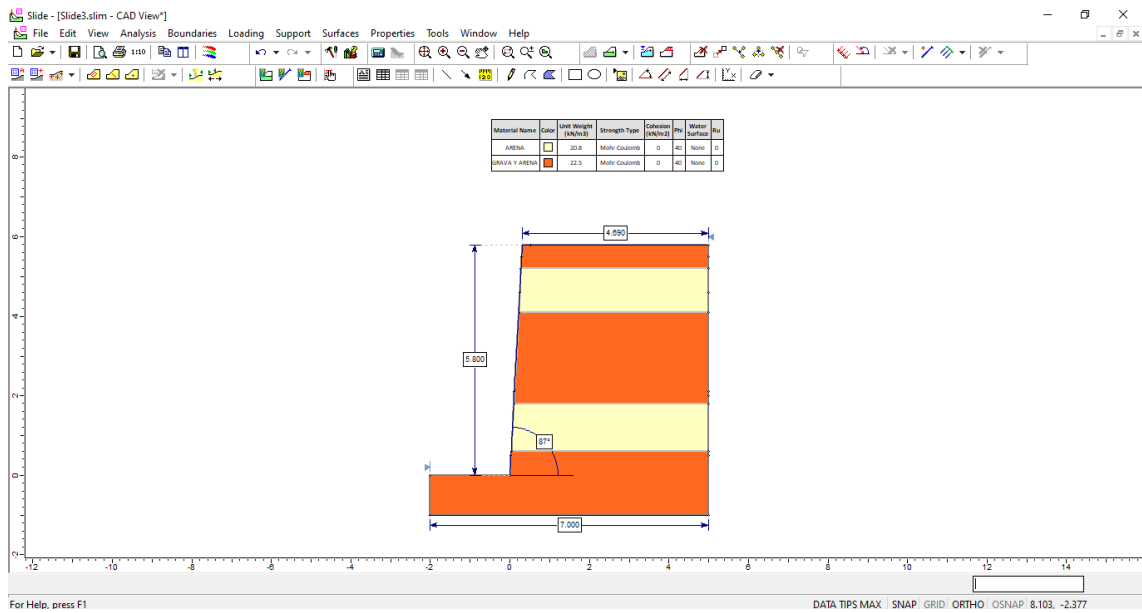 Slide - [Slide3.slim - CAD View*]
File Edit View Analysis Boundaries Loading Support Surfaces Properties Tools Window Help
1:10
Material Name Color Unit Weight (kN/m3) Strength Type Cohesion (kN/m2) Phi Water Surface Ru
ARENA 20.8 Mohr Coulomb 0 40 None 0
GRAVA Y ARENA 22.5 Mohr Coulomb 0 40 None 0
8
6
4.690
4
5.800
2
87°
0
7.000
-2
-12 -10 -8 -6 -4 -2 0 2 4 6 8 10 12 14
For Help, press F1
DATA TIPS MAX SNAP GRID ORTHO OSNAP 8.103, -2.377